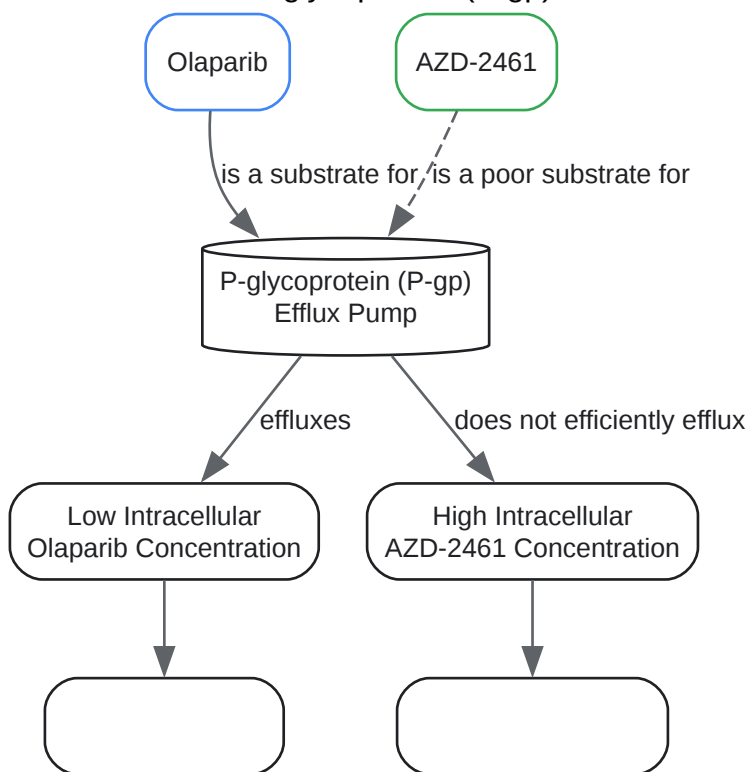 Olaparib
AZD-2461
is a substrate for
is a poor substrate for
P-glycoprotein (P-gp)
Efflux Pump
effluxes
does not efficiently efflux
Low Intracellular
Olaparib Concentration
High Intracellular
AZD-2461 Concentration